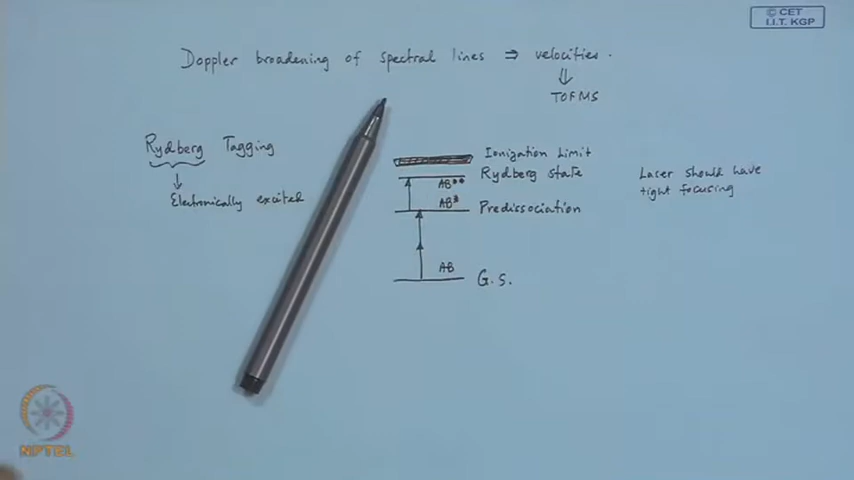 © CET
I.I.T. KGP
Doppler broadening of spectral lines ⇒ velocities.
⇓
TOFMS
Rydberg Tagging
↓
Electronically excited
Ionization Limit
AB** Rydberg state
AB* Predissociation
AB G.S.
Laser should have
tight focusing
NPTEL